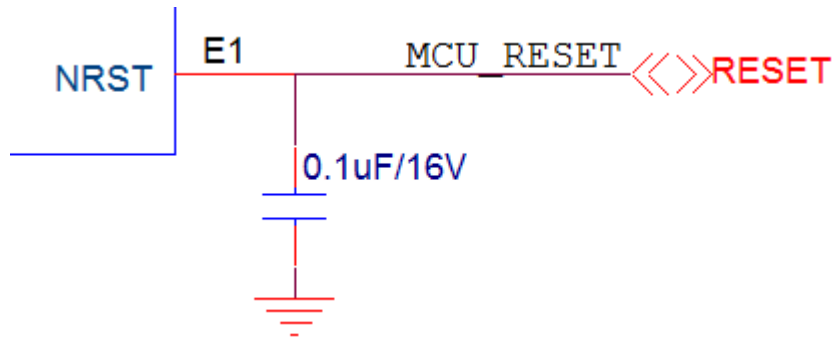 NRST
E1
MCU_RESET
RESET
0.1uF/16V